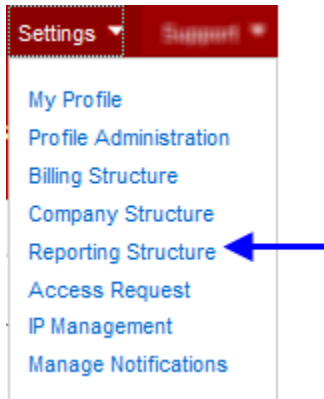 Settings
My Profile
Profile Administration
Billing Structure
Company Structure
Reporting Structure
Access Request
IP Management
Manage Notifications